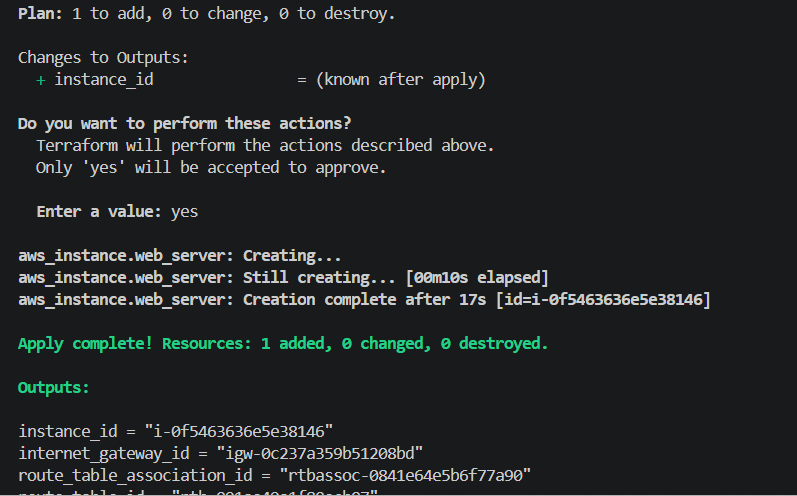 Plan: 1 to add, 0 to change, 0 to destroy.
Changes to Outputs:
+ instance_id = (known after apply)
Do you want to perform these actions?
Terraform will perform the actions described above.
Only 'yes' will be accepted to approve.
Enter a value: yes
aws_instance.web_server: Creating...
aws_instance.web_server: Still creating... [00m10s elapsed]
aws_instance.web_server: Creation complete after 17s [id=i-0f5463636e5e38146]
Apply complete! Resources: 1 added, 0 changed, 0 destroyed.
Outputs:
instance_id = "i-0f5463636e5e38146"
internet_gateway_id = "igw-0c237a359b51208bd"
route_table_association_id = "rtbassoc-0841e64e5b6f77a90"
route_table_id =